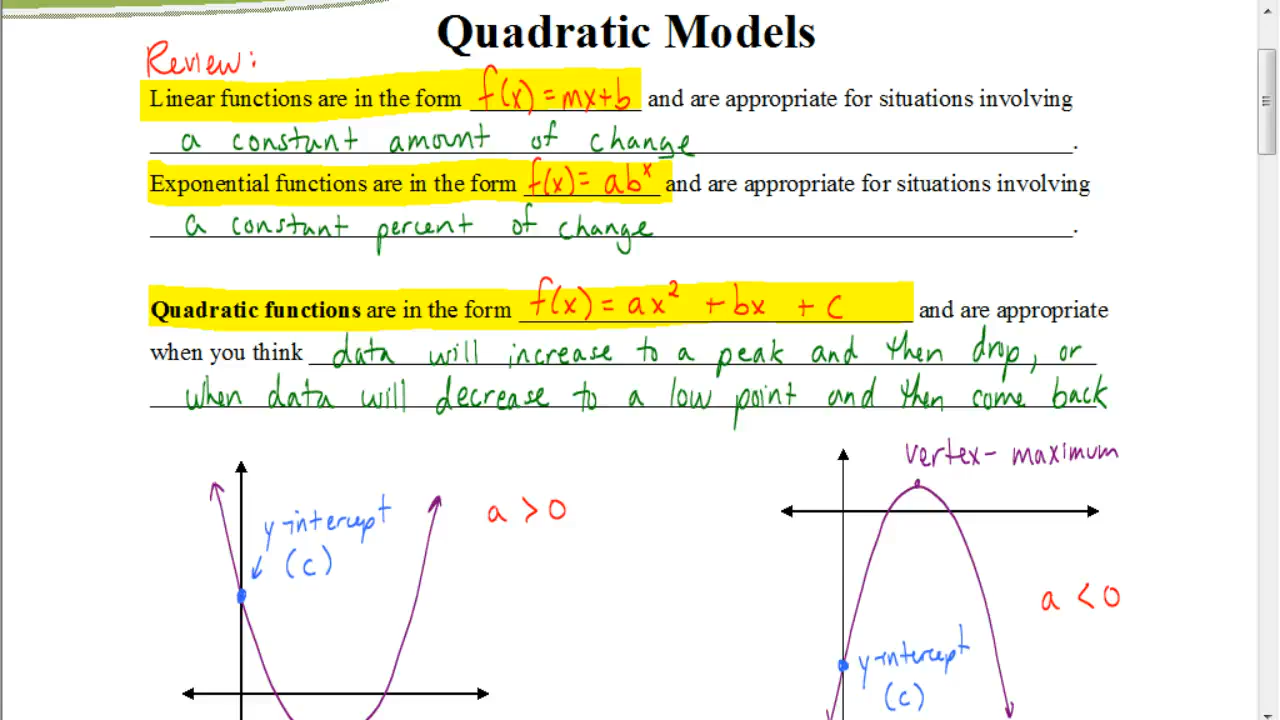 Quadratic Models
Review:
Linear functions are in the form f(x) = mx+b and are appropriate for situations involving
a constant amount of change.
Exponential functions are in the form f(x) = abˣ and are appropriate for situations involving
a constant percent of change.
Quadratic functions are in the form f(x) = ax² + bx + c and are appropriate
when you think data will increase to a peak and then drop, or
when data will decrease to a low point and then come back
vertex- maximum
y-intercept
(c)
a > 0
a < 0
y-intercept
(c)